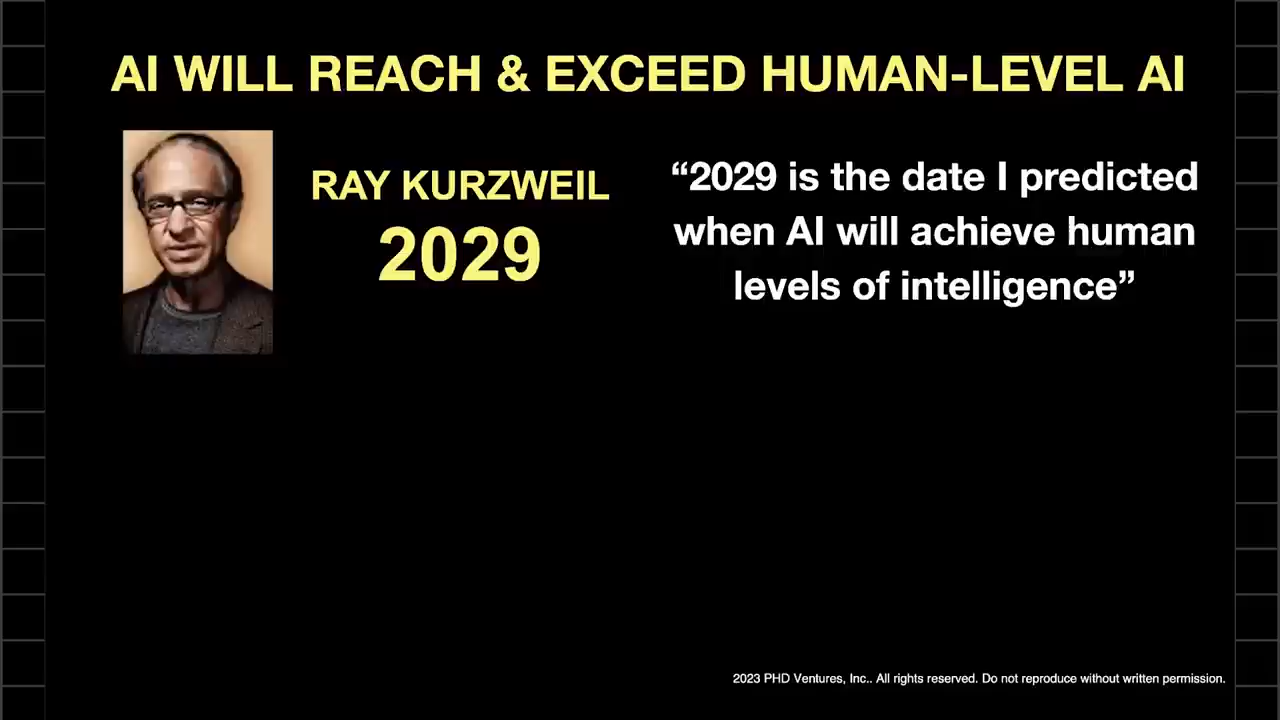 AI WILL REACH & EXCEED HUMAN-LEVEL AI
RAY KURZWEIL
2029
“2029 is the date I predicted
when AI will achieve human
levels of intelligence”
2023 PHD Ventures, Inc.. All rights reserved. Do not reproduce without written permission.